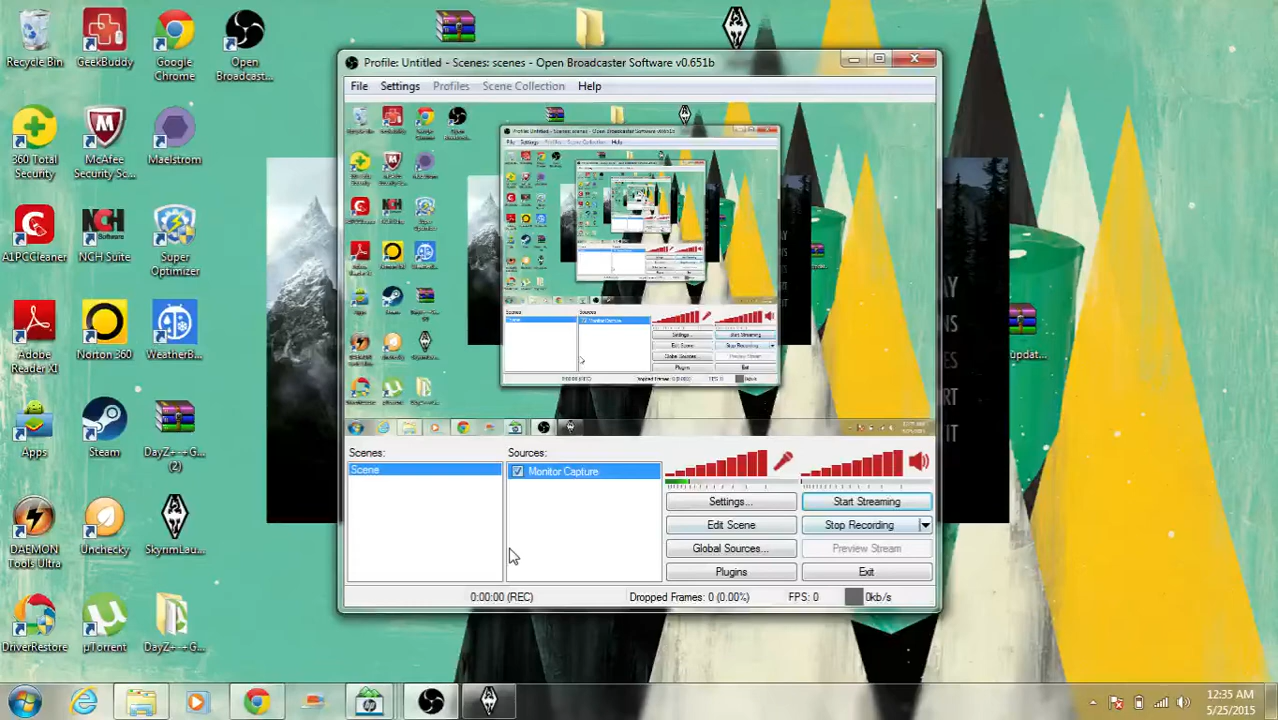 Recycle Bin
GeekBuddy
Google
Chrome
Open
Broadcast...
Profile: Untitled - Scenes: scenes - Open Broadcaster Software v0.651b
File Settings Profiles Scene Collection Help
360 Total
Security
McAfee
Security Sc...
Maelstrom
NCH Suite
Super
Optimizer
Adobe
Reader XI
Norton 360
WeatherB...
Apps
Steam
DayZ+-+G...
(2)
DAEMON
Tools Ultra
Unchecky
SkyrimLau...
DriverRestore
µTorrent
DayZ+-+G...
updat...
Scenes:
Scene
Sources:
Monitor Capture
Settings...
Start Streaming
Edit Scene
Stop Recording
Global Sources...
Preview Stream
Plugins
Exit
0:00:00 (REC)
Dropped Frames: 0 (0.00%)
FPS: 0
0kb/s
12:35 AM
5/25/2015